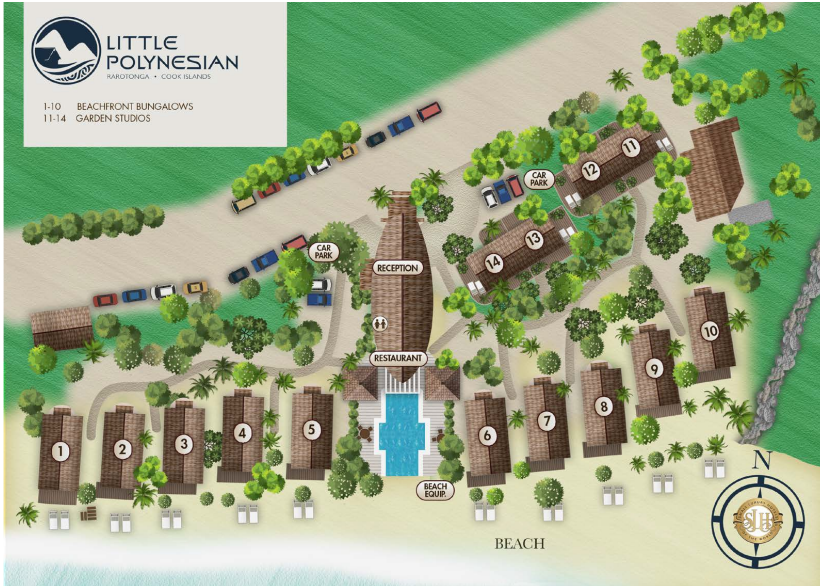 LITTLE
POLYNESIAN
RAROTONGA • COOK ISLANDS
1-10 BEACHFRONT BUNGALOWS
11-14 GARDEN STUDIOS
11
12
CAR
PARK
13
14
CAR
PARK
RECEPTION
RESTAURANT
10
9
8
7
6
5
4
3
2
1
BEACH
EQUIP.
BEACH
N